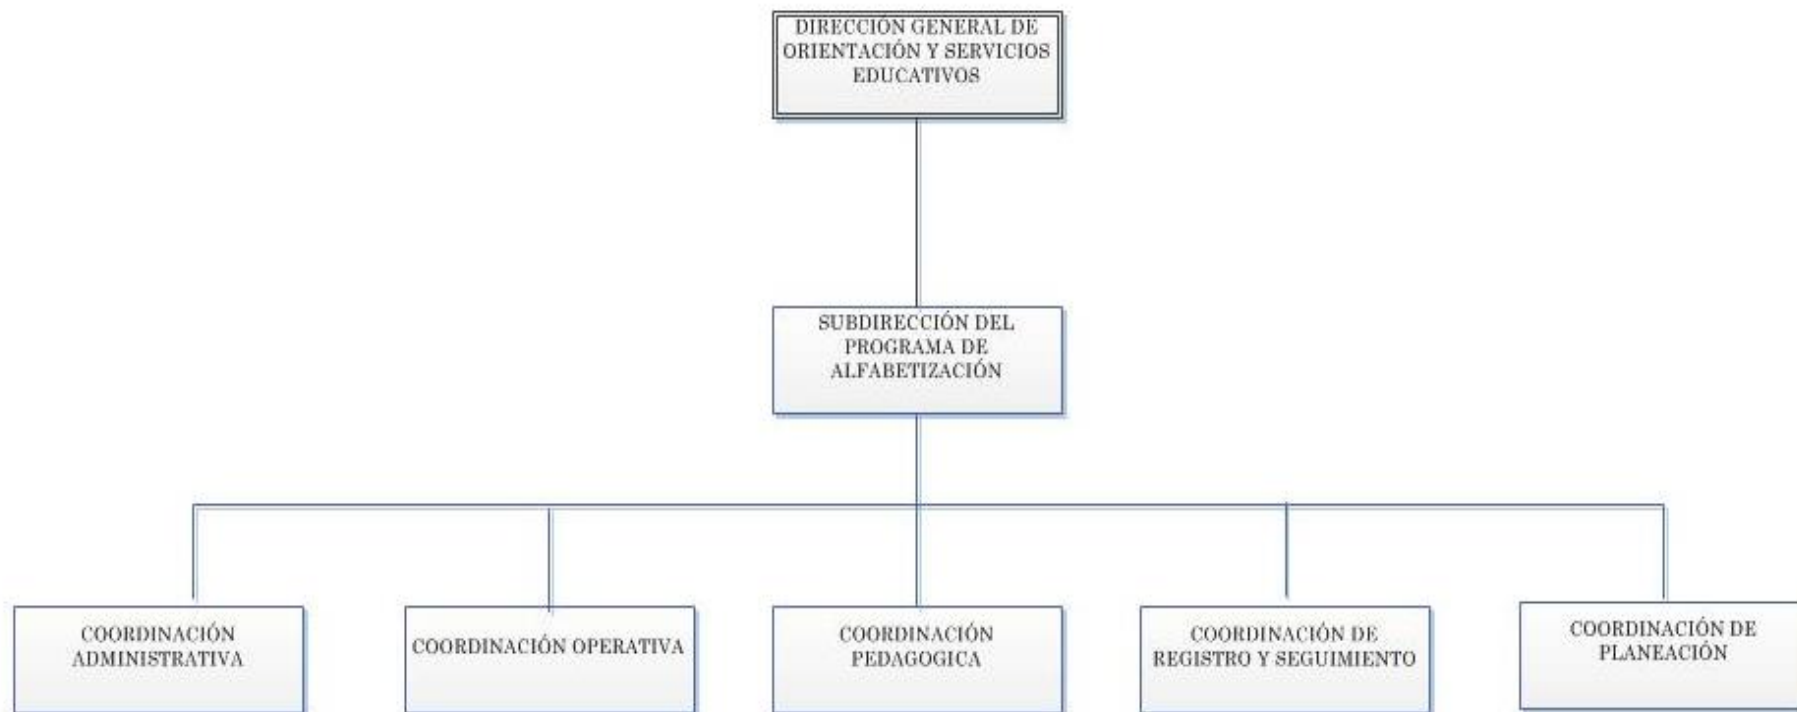 DIRECCIÓN GENERAL DE
ORIENTACIÓN Y SERVICIOS
EDUCATIVOS
SUBDIRECCIÓN DEL
PROGRAMA DE
ALFABETIZACIÓN
COORDINACIÓN
ADMINISTRATIVA
COORDINACIÓN OPERATIVA
COORDINACIÓN
PEDAGOGICA
COORDINACIÓN DE
REGISTRO Y SEGUIMIENTO
COORDINACIÓN DE
PLANEACIÓN